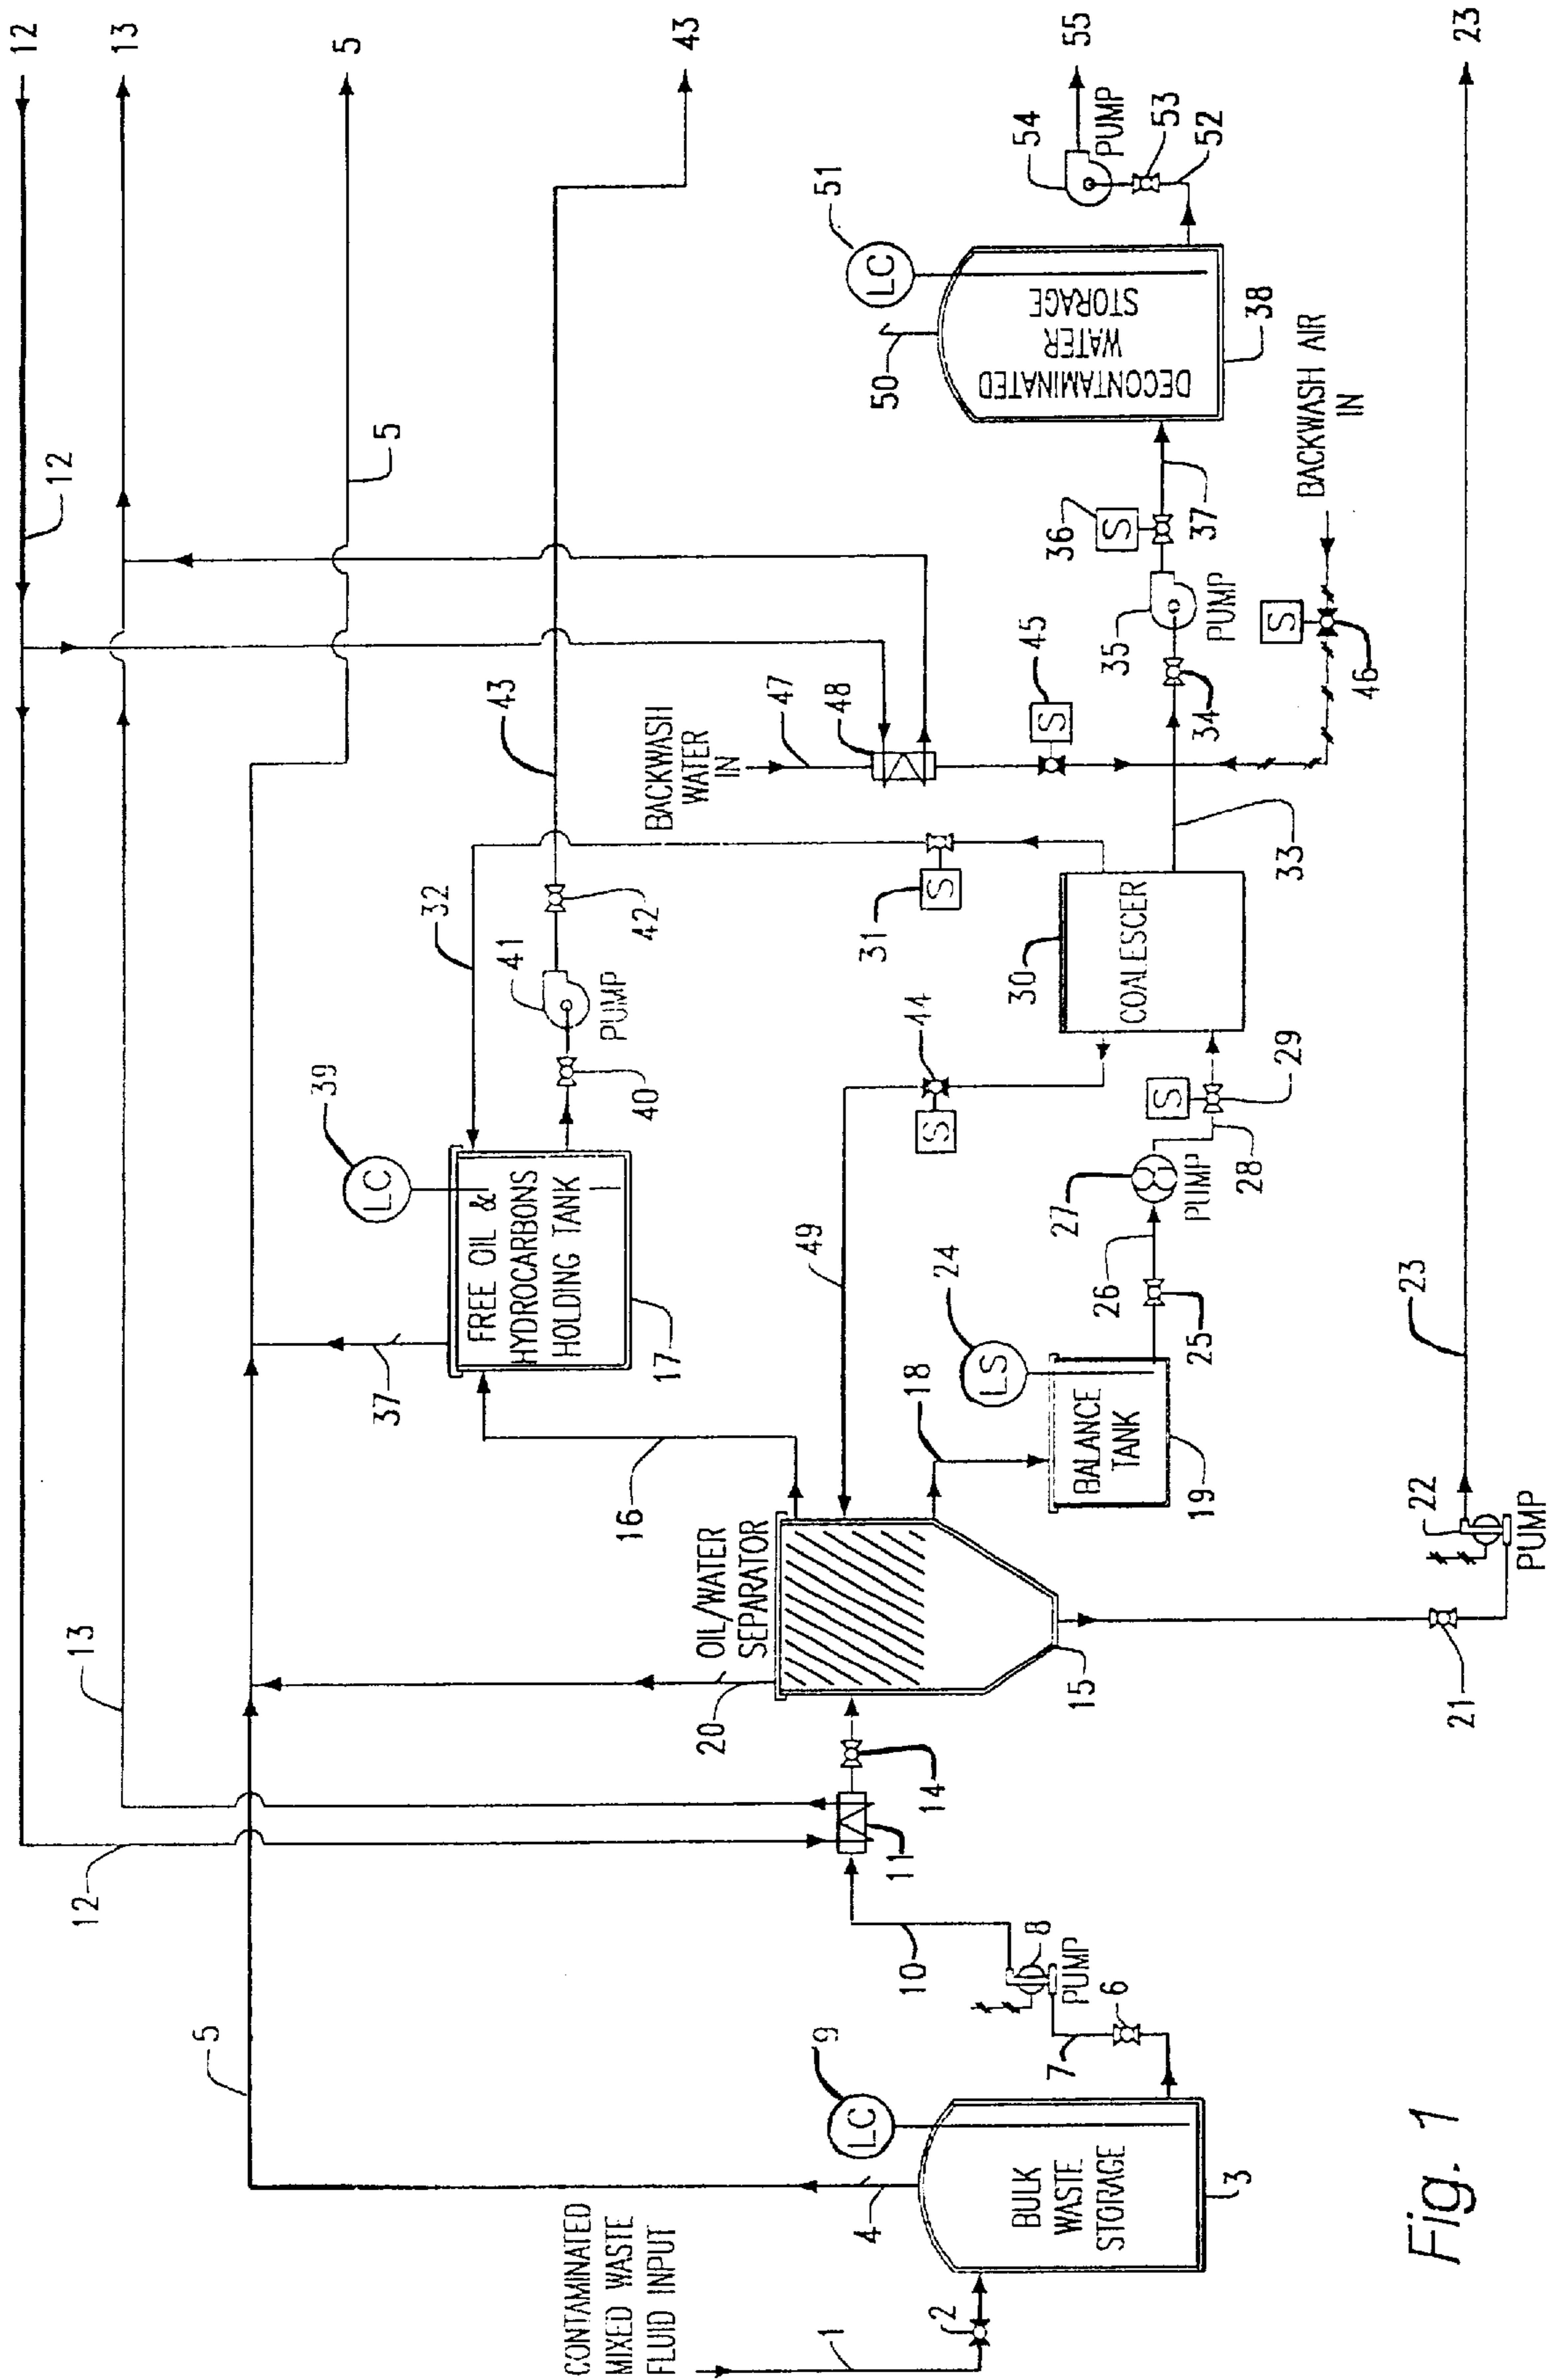 12
13
5
43
12
5
13
12
5
37
39
LC
FREE OIL &
HYDROCARBONS
HOLDING TANK
17
32
43
41
PUMP
40
42
16
BACKWASH
WATER
IN
47
48
45
S
CONTAMINATED
MIXED WASTE
FLUID INPUT
1
2
4
9
LC
BULK
WASTE
STORAGE
3
6
7
8
PUMP
10
11
14
20
OIL/WATER
SEPARATOR
15
49
18
24
LS
BALANCE
TANK
19
25
26
27
PUMP
28
29
S
44
S
30
COALESCER
31
S
33
34
35
PUMP
36
S
37
50
51
LC
DECONTAMINATED
WATER
STORAGE
38
52
53
54
PUMP
55
BACKWASH AIR
IN
S
46
21
22
PUMP
23
23
Fig. 1